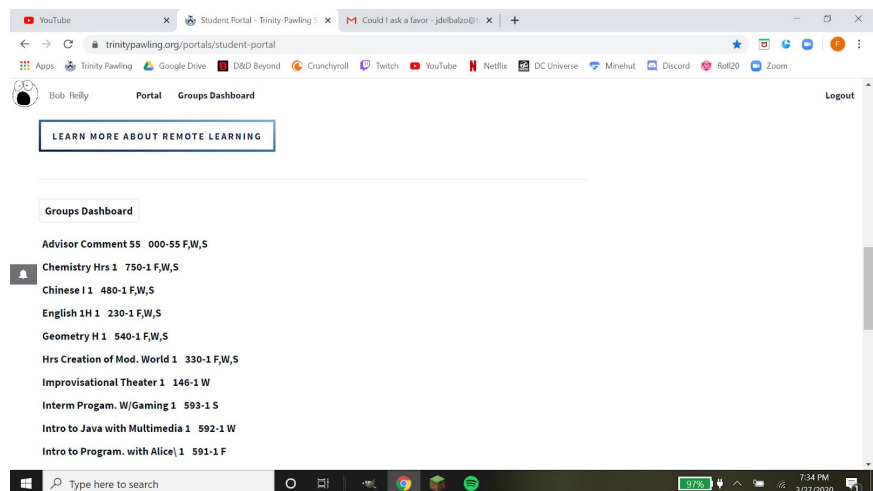 YouTube
Student Portal - Trinity-Pawling S
Could I ask a favor - jdelbalzo@t
trinitypawling.org/portals/student-portal
Apps Trinity Pawling Google Drive D&D Beyond Crunchyroll Twitch YouTube Netflix DC Universe Minehut Discord Roll20 Zoom
Bob Reilly Portal Groups Dashboard Logout
LEARN MORE ABOUT REMOTE LEARNING
Groups Dashboard
Advisor Comment 55 000-55 F,W,S
Chemistry Hrs 1 750-1 F,W,S
Chinese I 1 480-1 F,W,S
English 1H 1 230-1 F,W,S
Geometry H 1 540-1 F,W,S
Hrs Creation of Mod. World 1 330-1 F,W,S
Improvisational Theater 1 146-1 W
Interm Progam. W/Gaming 1 593-1 S
Intro to Java with Multimedia 1 592-1 W
Intro to Program. with Alice\ 1 591-1 F
Type here to search
97%
7:34 PM
3/27/2020